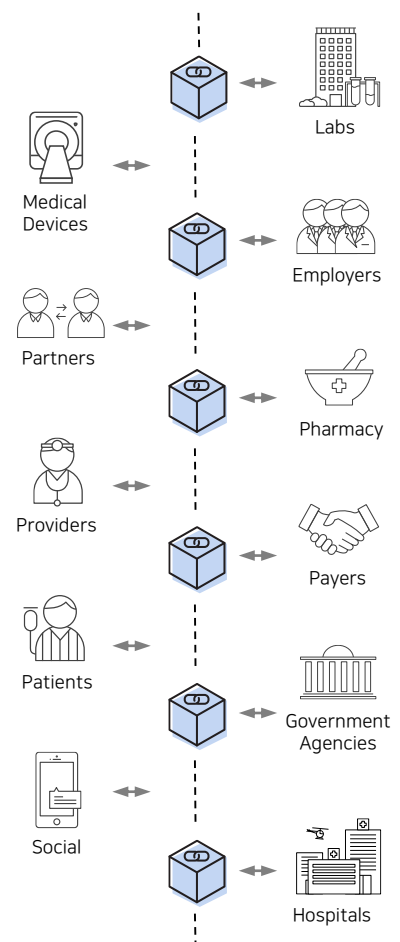 Labs
Medical
Devices
Employers
Partners
Pharmacy
Providers
Payers
Patients
Government
Agencies
Social
Hospitals